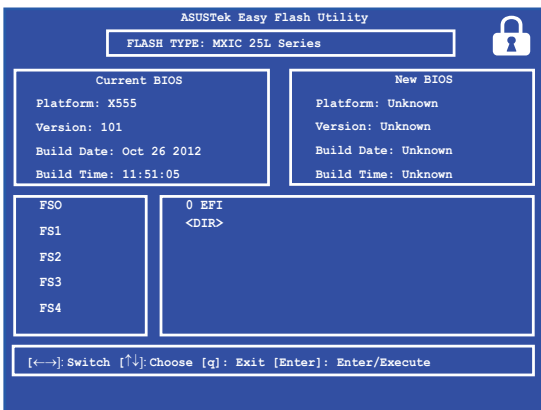 ASUSTek Easy Flash Utility
FLASH TYPE: MXIC 25L Series
Current BIOS
Platform: X555
Version: 101
Build Date: Oct 26 2012
Build Time: 11:51:05
New BIOS
Platform: Unknown
Version: Unknown
Build Date: Unknown
Build Time: Unknown
FSO
FS1
FS2
FS3
FS4
0 EFI
<DIR>
[←→]: Switch [↑↓]: Choose [q]: Exit [Enter]: Enter/Execute